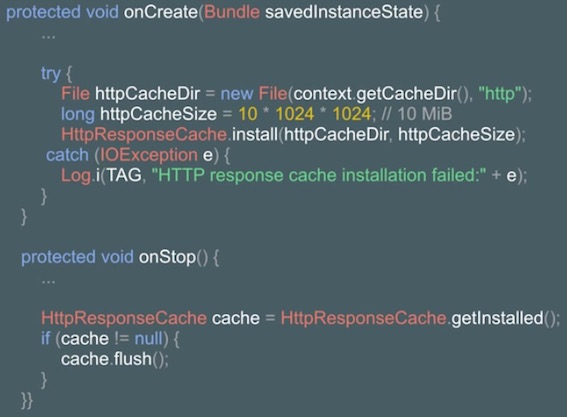 protected void onCreate(Bundle savedInstanceState) {
...
try {
File httpCacheDir = new File(context.getCacheDir(), "http");
long httpCacheSize = 10 * 1024 * 1024; // 10 MiB
HttpResponseCache.install(httpCacheDir, httpCacheSize);
catch (IOException e) {
Log.i(TAG, "HTTP response cache installation failed:" + e);
}
}
protected void onStop() {
...
HttpResponseCache cache = HttpResponseCache.getInstalled();
if (cache != null) {
cache.flush();
}
}}